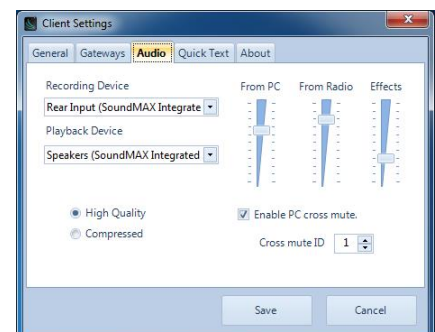 Client Settings
General Gateways Audio Quick Text About
Recording Device
Rear Input (SoundMAX Integrate
Playback Device
Speakers (SoundMAX Integrated
From PC From Radio Effects
High Quality
Compressed
Enable PC cross mute.
Cross mute ID 1
Save Cancel